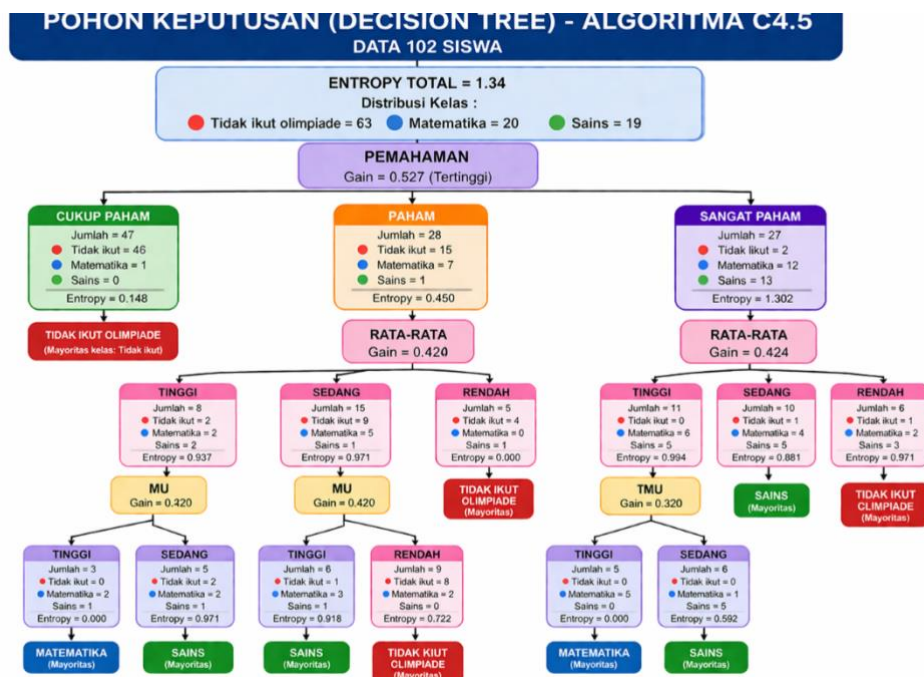 POHON KEPUTUSAN (DECISION TREE) - ALGORITMA C4.5
DATA 102 SISWA
ENTROPY TOTAL = 1.34
Distribusi Kelas :
Tidak ikut olimpiade = 63 Matematika = 20 Sains = 19
PEMAHAMAN
Gain = 0.527 (Tertinggi)
CUKUP PAHAM
Jumlah = 47
Tidak ikut = 46
Matematika = 1
Sains = 0
Entropy = 0.148
TIDAK IKUT OLIMPIADE
(Mayoritas kelas: Tidak ikut)
PAHAM
Jumlah = 28
Tidak ikut = 15
Matematika = 7
Sains = 1
Entropy = 0.450
RATA-RATA
Gain = 0.420
SANGAT PAHAM
Jumlah = 27
Tidak likut = 2
Matematika = 12
Sains = 13
Entropy = 1.302
RATA-RATA
Gain = 0.424
TINGGI
Jumlah = 8
Tidak ikut = 2
Matematika = 2
Sains = 2
Entropy = 0.937
MU
Gain = 0.420
SEDANG
Jumlah = 15
Tidak ikut = 9
Matematika = 5
Sains = 1
Entropy = 0.971
MU
Gain = 0.420
RENDAH
Jumlah = 5
Tidak ikut = 4
Matematika = 0
Sains = 1
Entropy = 0.000
TIDAK IKUT
OLIMPIADE
(Mayoritas)
TINGGI
Jumlah = 11
Tidak ikut = 0
Matematika = 6
Sains = 5
Entropy = 0.994
TMU
Gain = 0.320
SEDANG
Jumlah = 10
Tidak ikut = 1
Matematika = 4
Sains = 5
Entropy = 0.881
SAINS
(Mayoritas)
RENDAH
Jumlah = 6
Tidak ikut = 1
Matematika = 2
Sains = 3
Entropy = 0.971
TIDAK IKUT
CLIMPIADE
(Mayoritas)
TINGGI
Jumlah = 3
Tidak ikut = 0
Matematika = 2
Sains = 1
Entropy = 0.000
MATEMATIKA
(Mayoritas)
SEDANG
Jumlah = 5
Tidak ikut = 2
Matematika = 2
Sains = 1
Entropy = 0.971
SAINS
(Mayoritas)
TINGGI
Jumlah = 6
Tidak ikut = 1
Matematika = 3
Sains = 1
Entropy = 0.918
SAINS
(Mayoritas)
RENDAH
Jumlah = 9
Tidak ikut = 8
Matematika = 2
Sains = 0
Entropy = 0.722
TIDAK KIUT
CLIMPIADE
(Mayoritas)
TINGGI
Jumlah = 5
Tidak ikut = 0
Matematika = 5
Sains = 0
Entropy = 0.000
MATEMATIKA
(Mayoritas)
SEDANG
Jumlah = 6
Tidak ikut = 0
Matematika = 1
Sains = 5
Entropy = 0.592
SAINS
(Mayoritas)